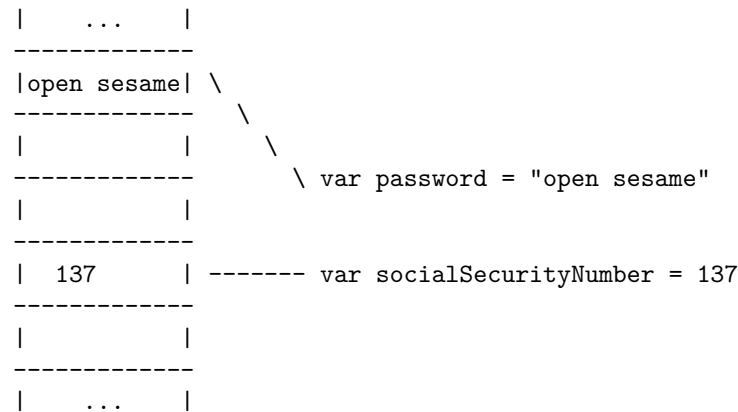 |    ...    |
-------------
|open sesame| \
-------------  \
|           |   \
-------------     \ var password = "open sesame"
|           |
-------------
|  137      | ------- var socialSecurityNumber = 137
-------------
|           |
-------------
|    ...    |